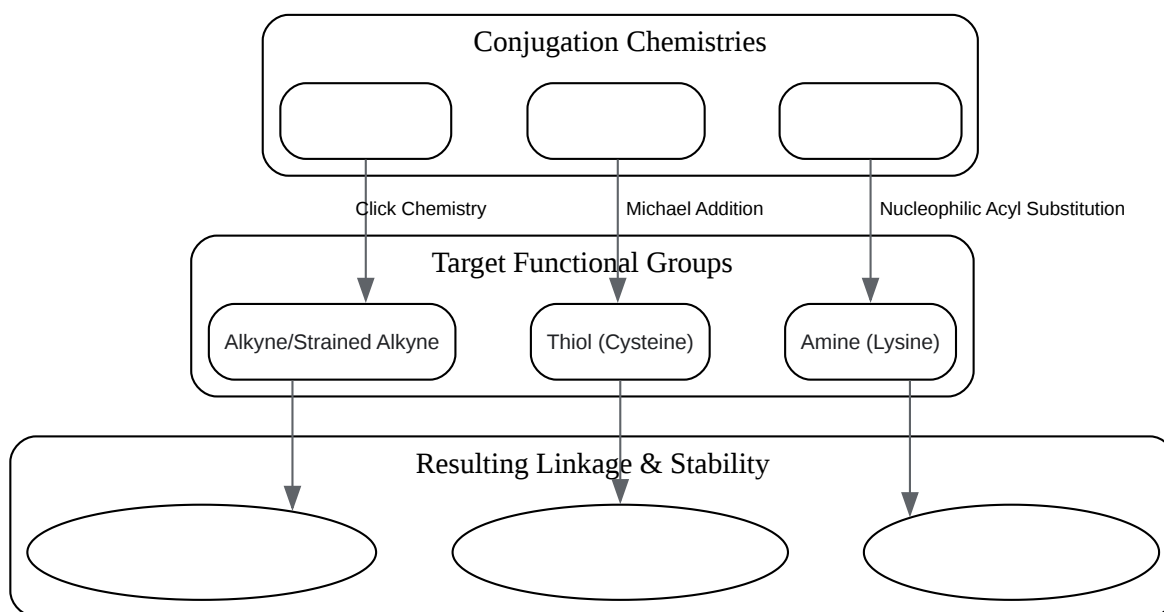 Conjugation Chemistries
Click Chemistry
Michael Addition
Nucleophilic Acyl Substitution
Target Functional Groups
Alkyne/Strained Alkyne
Thiol (Cysteine)
Amine (Lysine)
Resulting Linkage & Stability